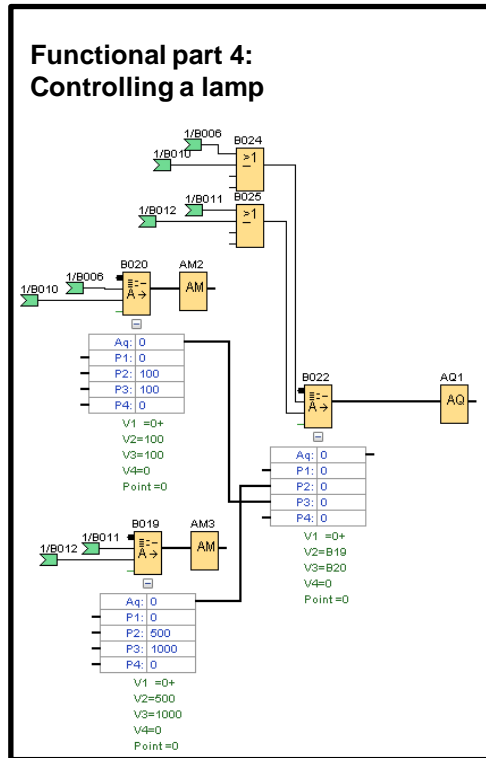 Functional part 4:
Controlling a lamp
B024
1/B006
1/B010
≥1
B025
1/B011
1/B012
≥1
B020
AM2
1/B006
1/B010
A→
AM
Aq: 0
P1: 0
P2: 100
P3: 100
P4: 0
V1 =0+
V2=100
V3=100
V4=0
Point=0
B022
AQ1
A→
AQ
Aq: 0
P1: 0
P2: 0
P3: 0
P4: 0
V1 =0+
V2=B19
V3=B20
V4=0
Point=0
B019
AM3
1/B011
1/B012
A→
AM
Aq: 0
P1: 0
P2: 500
P3: 1000
P4: 0
V1 =0+
V2=500
V3=1000
V4=0
Point=0